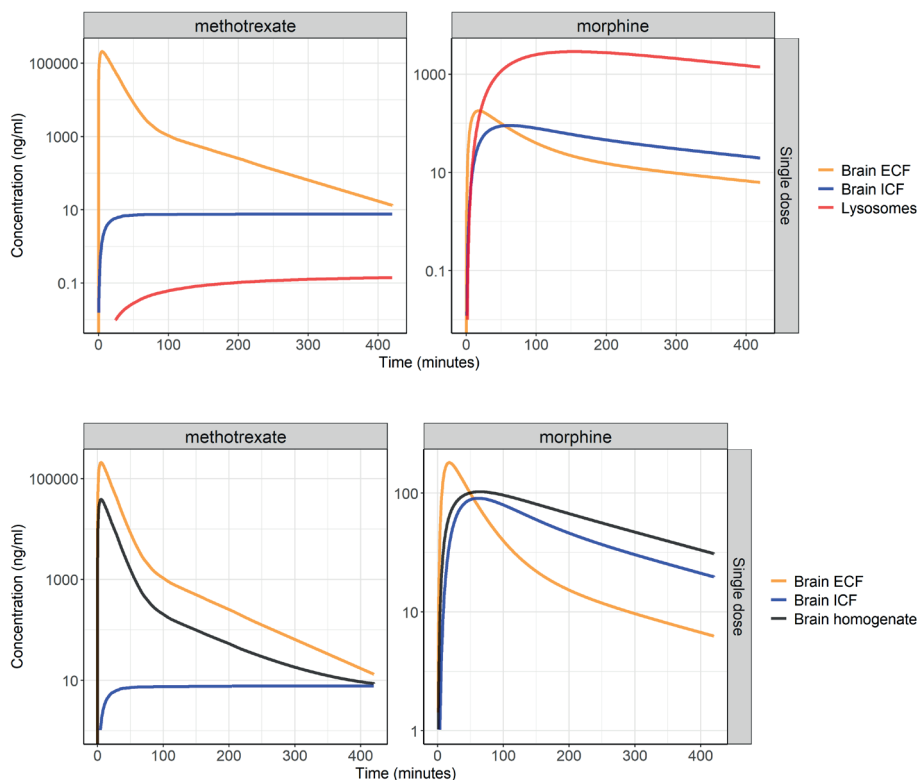 methotrexate
morphine
Concentration (ng/ml)
100000
1000
10
0.1
1000
10
0.1
Single dose
Brain ECF
Brain ICF
Lysosomes
0 100 200 300 400
0 100 200 300 400
Time (minutes)
methotrexate
morphine
Concentration (ng/ml)
100000
1000
10
100
10
1
Single dose
Brain ECF
Brain ICF
Brain homogenate
0 100 200 300 400
0 100 200 300 400
Time (minutes)